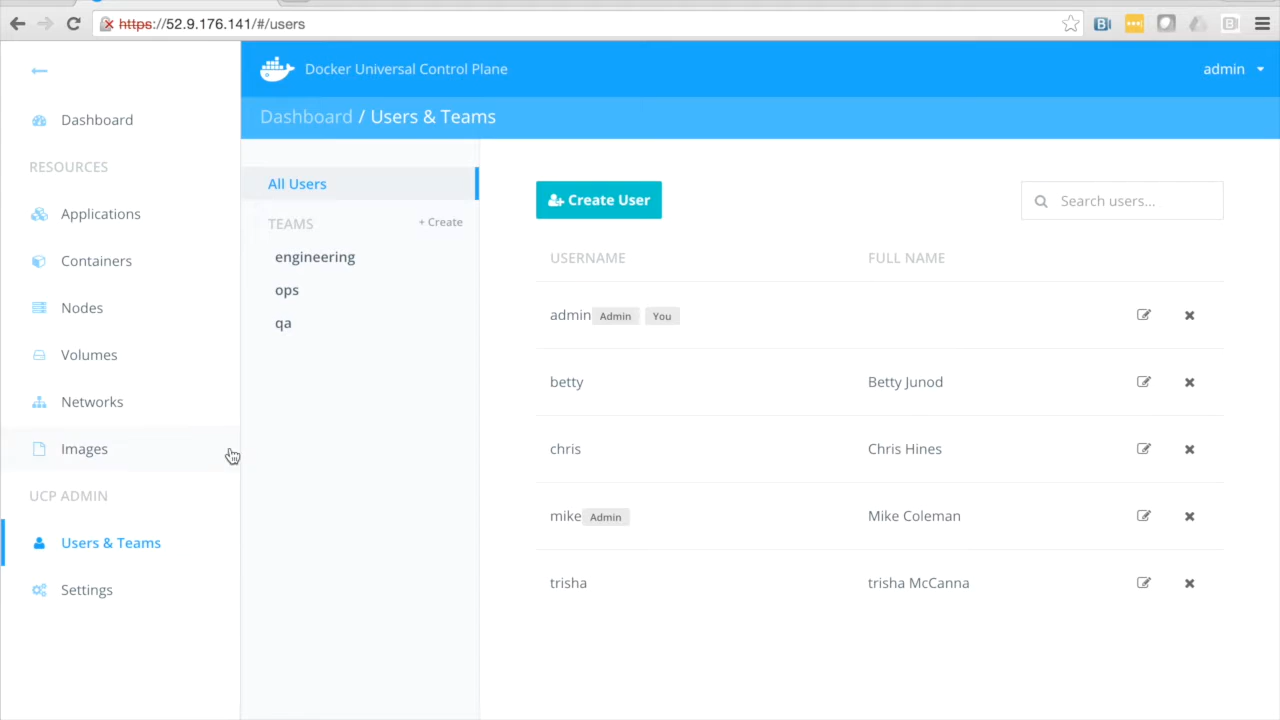 https://52.9.176.141/#/users
Docker Universal Control Plane
admin
Dashboard / Users & Teams
Dashboard
RESOURCES
Applications
Containers
Nodes
Volumes
Networks
Images
UCP ADMIN
Users & Teams
Settings
All Users
TEAMS + Create
engineering
ops
qa
Create User
Search users...
USERNAME FULL NAME
admin Admin You
betty Betty Junod
chris Chris Hines
mike Admin Mike Coleman
trisha trisha McCanna